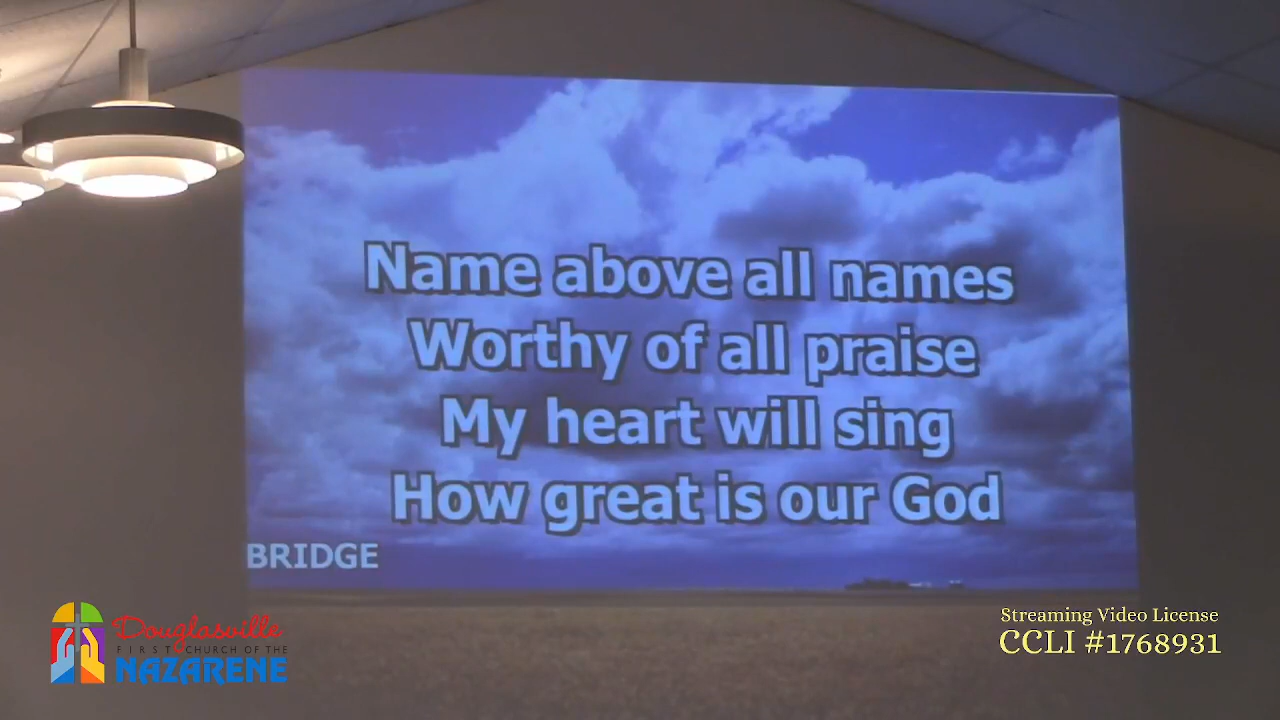 Name above all names
Worthy of all praise
My heart will sing
How great is our God
BRIDGE
Douglasville
FIRST CHURCH OF THE
NAZARENE
Streaming Video License
CCLI #1768931